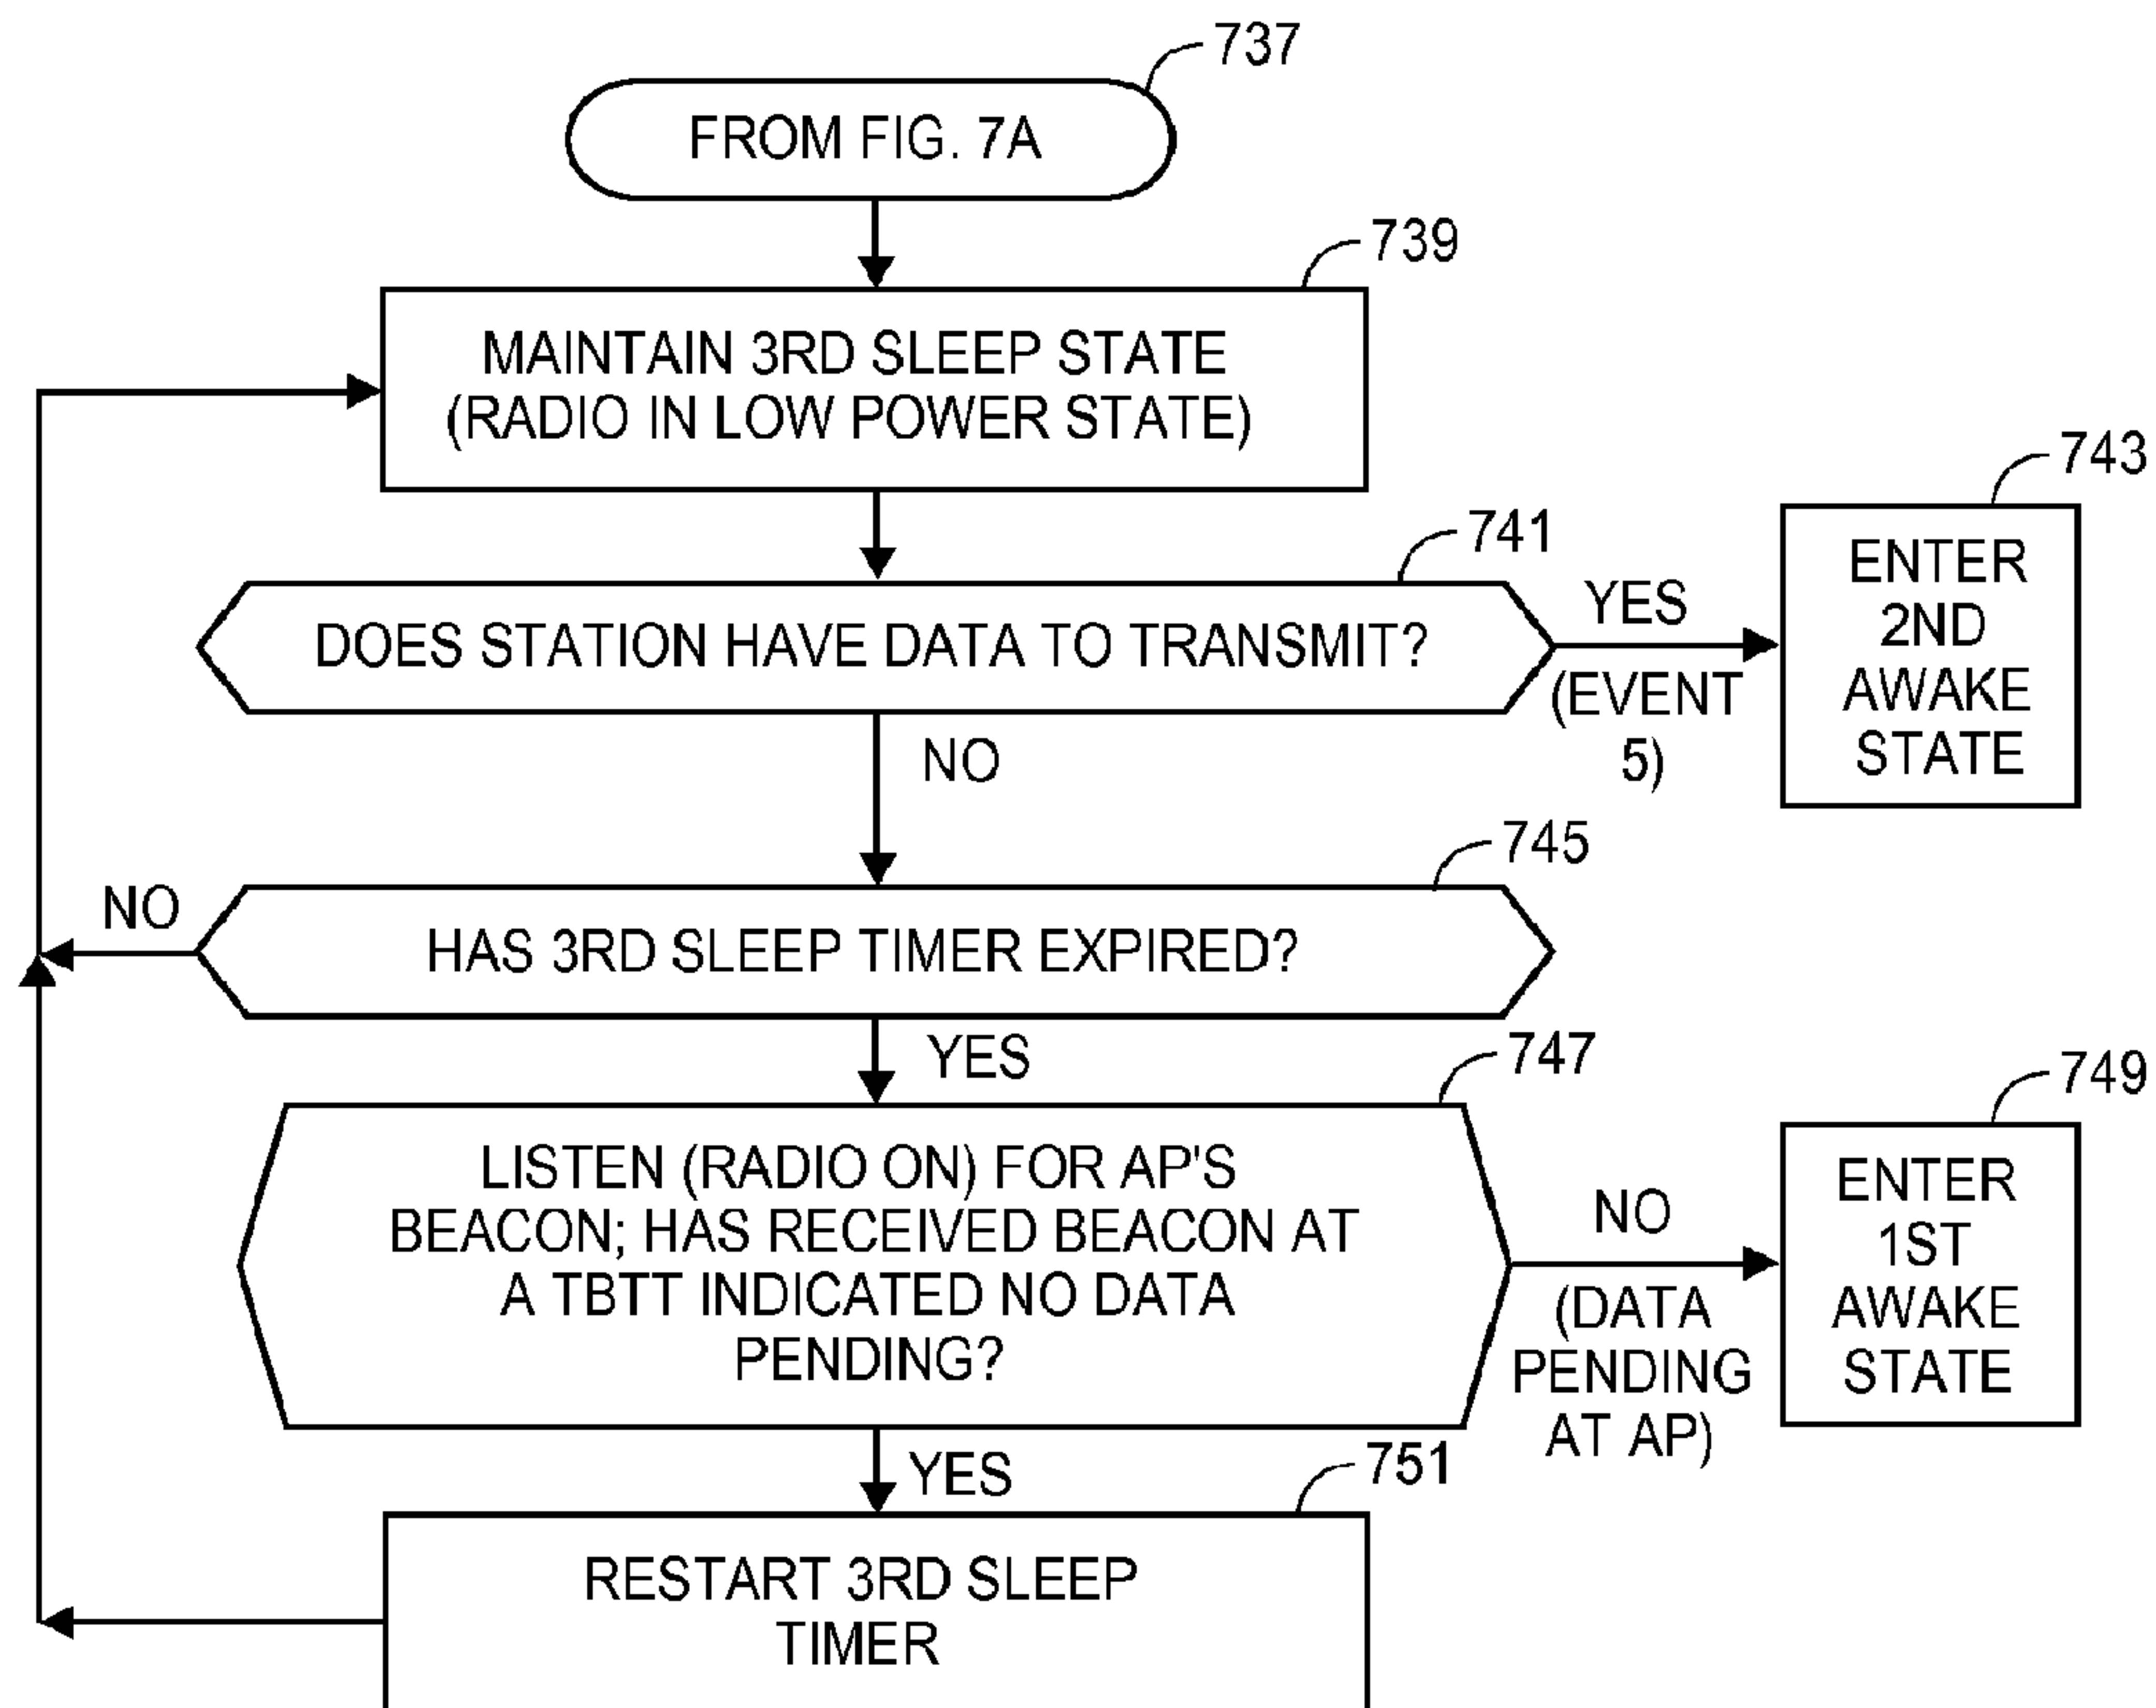 737
FROM FIG. 7A
739
MAINTAIN 3RD SLEEP STATE
(RADIO IN LOW POWER STATE)
741
DOES STATION HAVE DATA TO TRANSMIT?
YES
(EVENT
5)
743
ENTER
2ND
AWAKE
STATE
NO
745
HAS 3RD SLEEP TIMER EXPIRED?
NO
YES
747
LISTEN (RADIO ON) FOR AP'S
BEACON; HAS RECEIVED BEACON AT
A TBTT INDICATED NO DATA
PENDING?
NO
(DATA
PENDING
AT AP)
749
ENTER
1ST
AWAKE
STATE
YES
751
RESTART 3RD SLEEP
TIMER